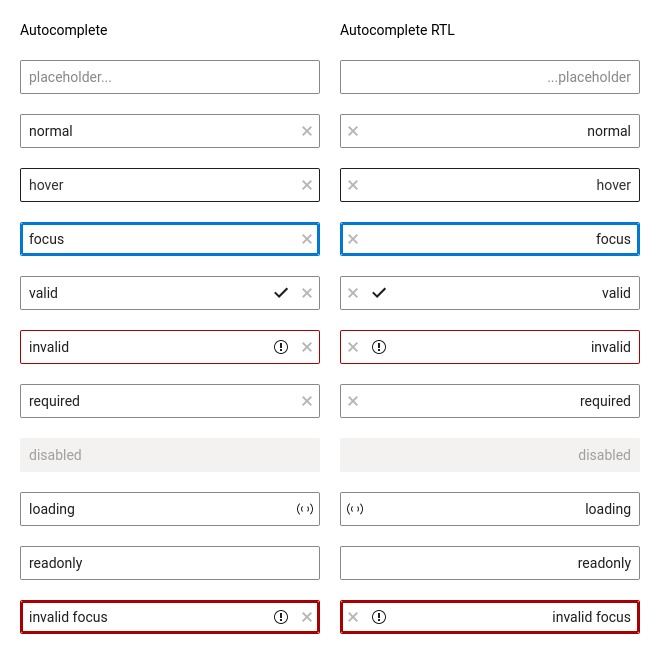 Autocomplete Autocomplete RTL
placeholder... ...placeholder
normal normal
hover hover
focus focus
valid valid
invalid invalid
required required
disabled disabled
loading loading
readonly readonly
invalid focus invalid focus